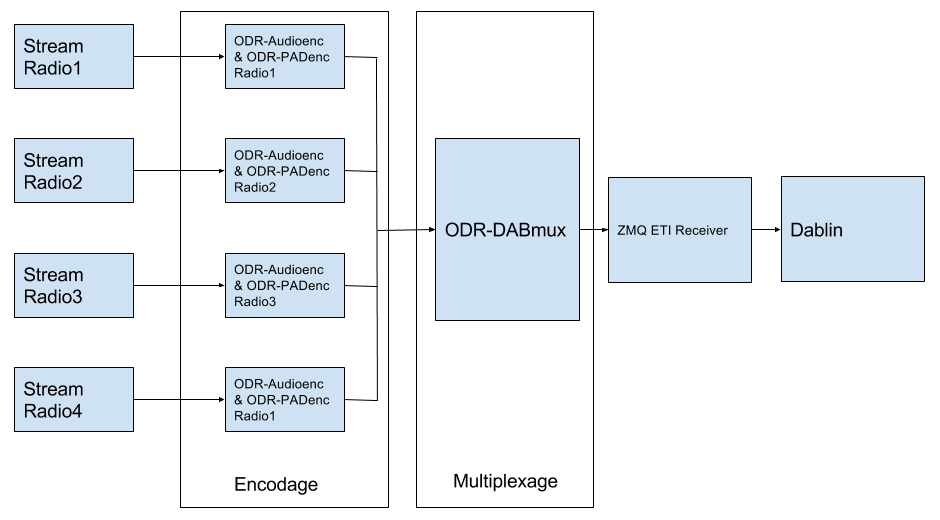 Stream
Radio1
ODR-Audioenc
& ODR-PADenc
Radio1
Stream
Radio2
ODR-Audioenc
& ODR-PADenc
Radio2
Stream
Radio3
ODR-Audioenc
& ODR-PADenc
Radio3
Stream
Radio4
ODR-Audioenc
& ODR-PADenc
Radio1
Encodage
ODR-DABmux
Multiplexage
ZMQ ETI Receiver
Dablin